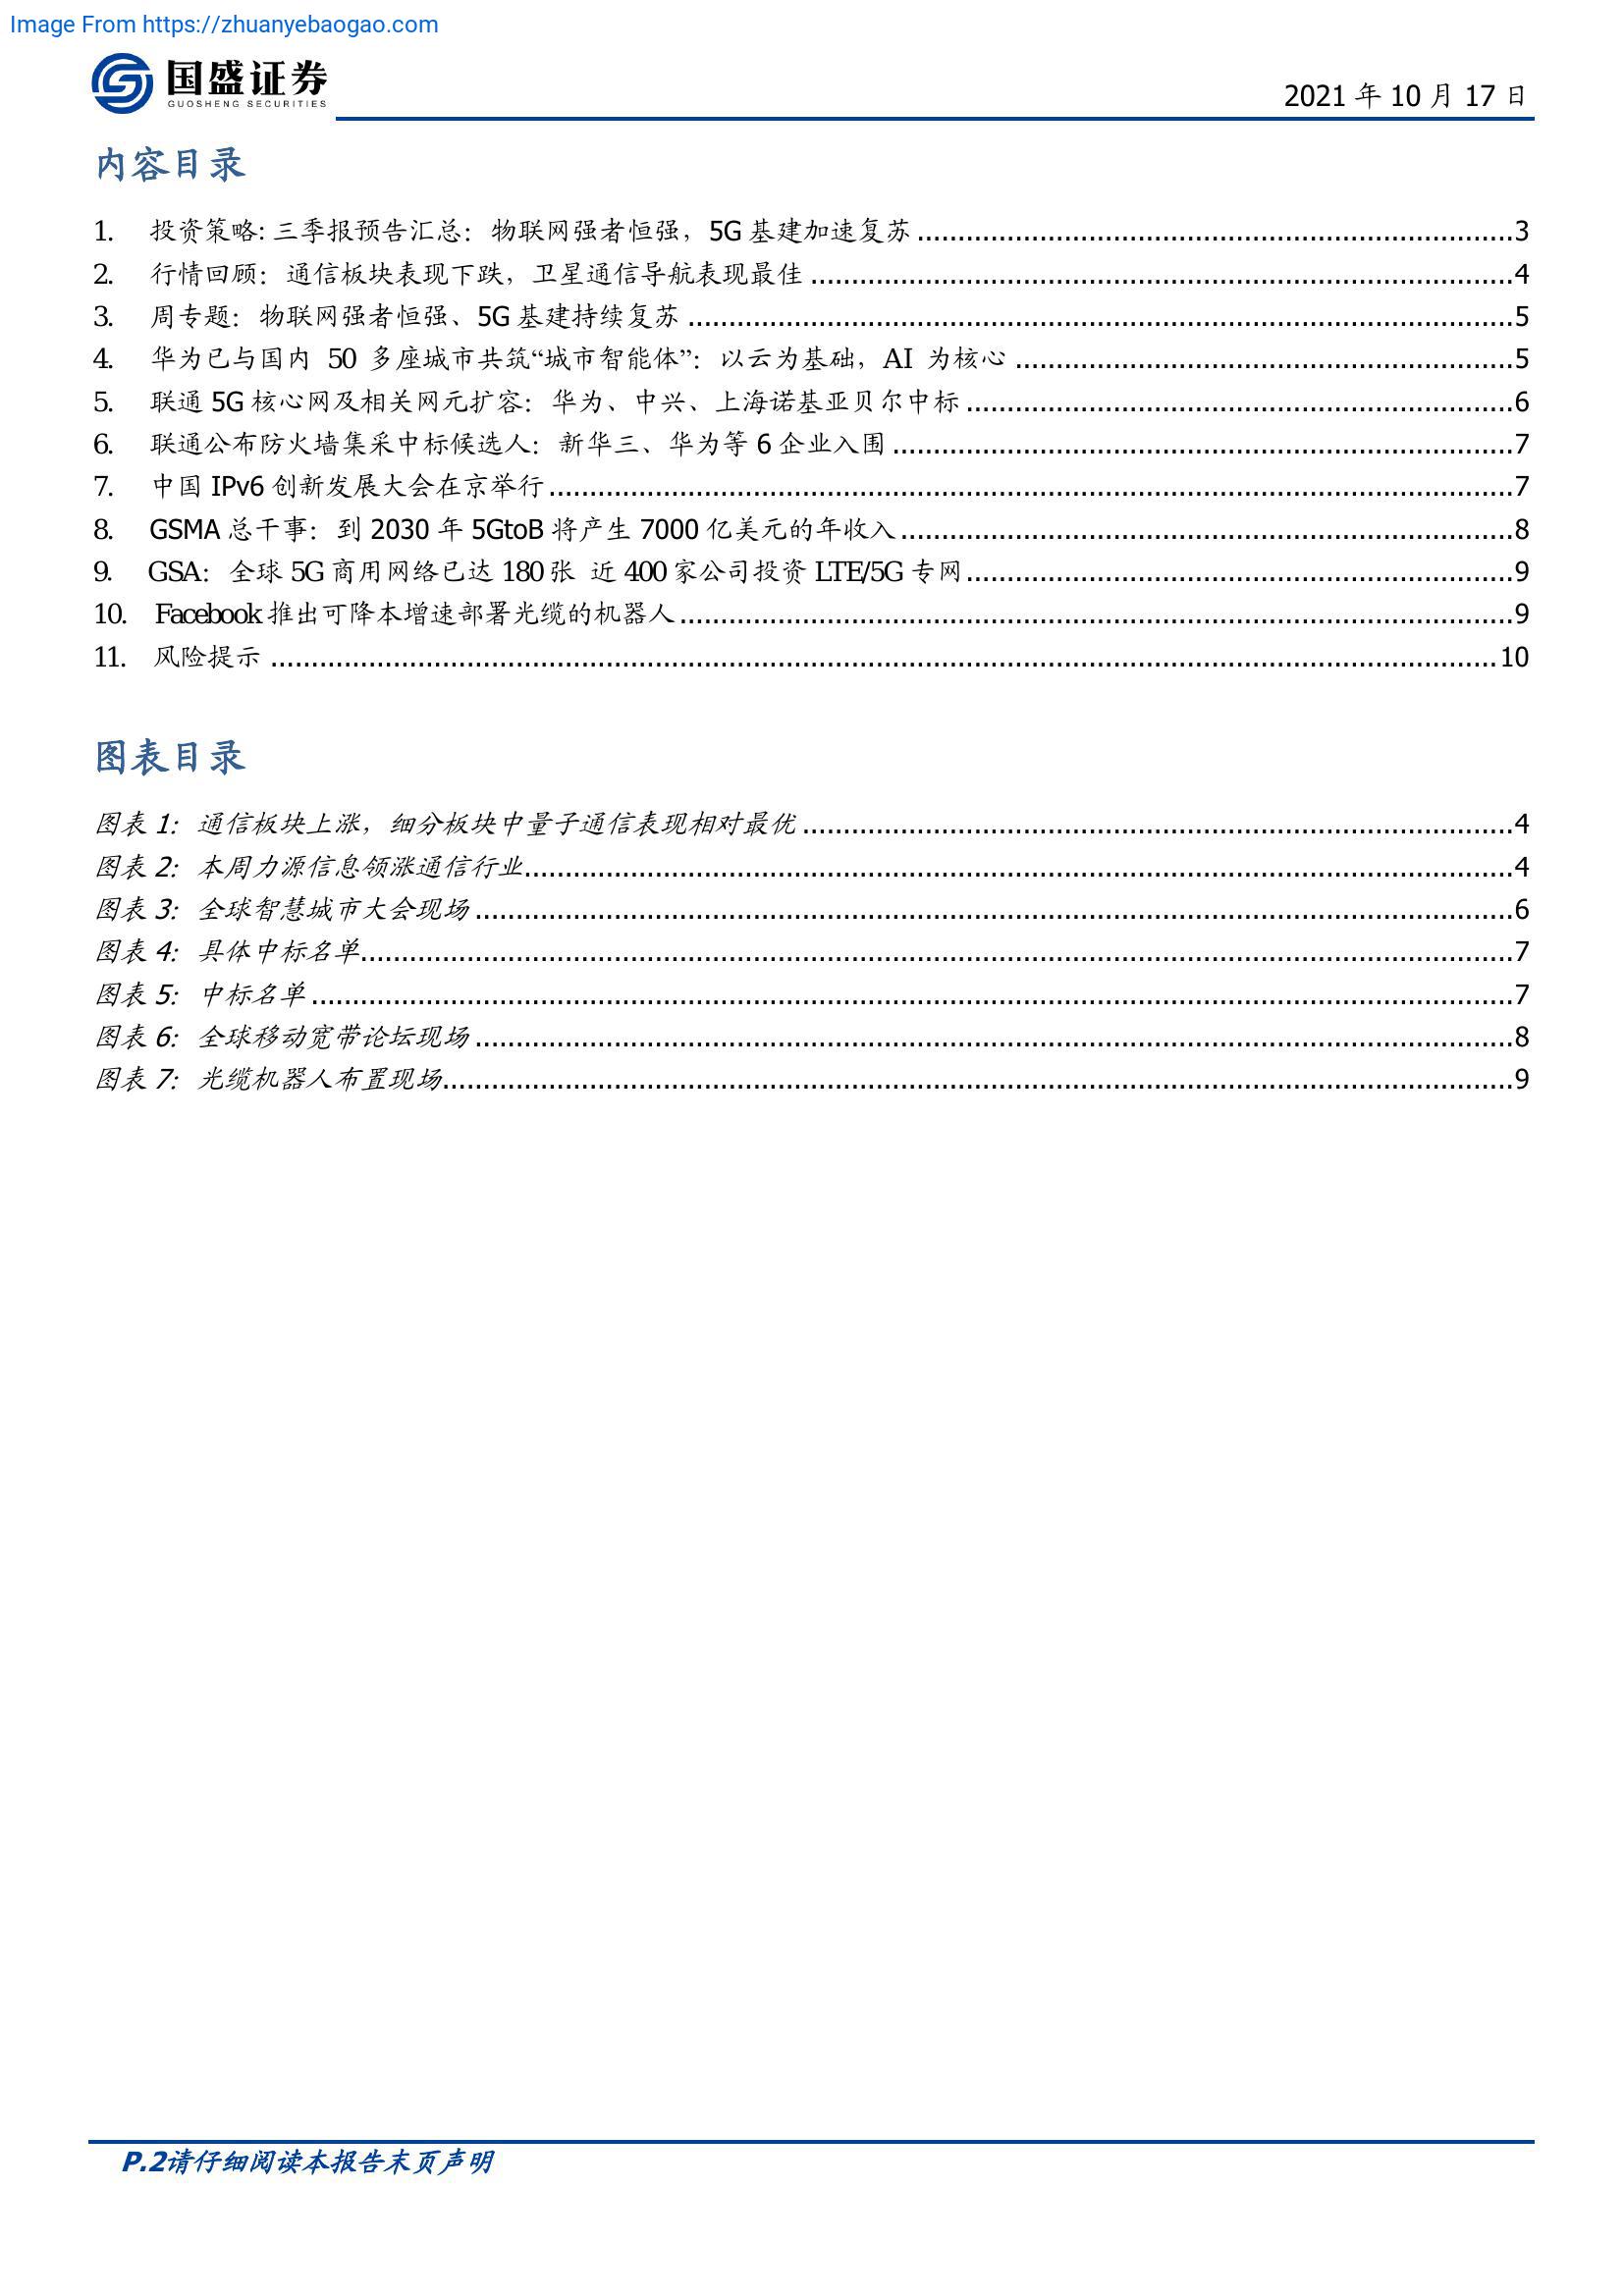 Image From https://zhuanyebaogao.com
国盛证券
GUOSHENG SECURITIES
2021 年 10 月 17 日
内容目录
1. 投资策略: 三季报预告汇总：物联网强者恒强，5G 基建加速复苏 3
2. 行情回顾：通信板块表现下跌，卫星通信导航表现最佳 4
3. 周专题：物联网强者恒强、5G 基建持续复苏 5
4. 华为已与国内 50 多座城市共筑“城市智能体”：以云为基础，AI 为核心 5
5. 联通 5G 核心网及相关网元扩容：华为、中兴、上海诺基亚贝尔中标 6
6. 联通公布防火墙集采中标候选人：新华三、华为等 6 企业入围 7
7. 中国 IPv6 创新发展大会在京举行 7
8. GSMA 总干事：到 2030 年 5GtoB 将产生 7000 亿美元的年收入 8
9. GSA：全球 5G 商用网络已达 180 张 近 400 家公司投资 LTE/5G 专网 9
10. Facebook 推出可降本增速部署光缆的机器人 9
11. 风险提示 10
图表目录
图表 1：通信板块上涨，细分板块中量子通信表现相对最优 4
图表 2：本周力源信息领涨通信行业 4
图表 3：全球智慧城市大会现场 6
图表 4：具体中标名单 7
图表 5：中标名单 7
图表 6：全球移动宽带论坛现场 8
图表 7：光缆机器人布置现场 9
P.2请仔细阅读本报告末页声明